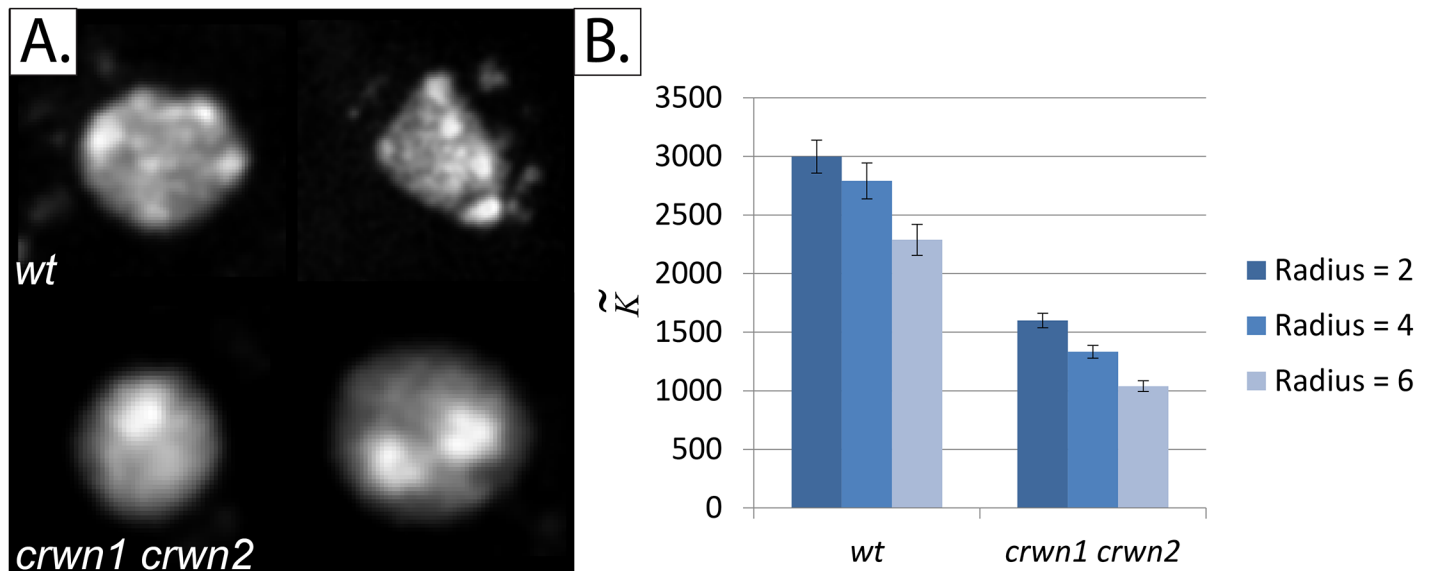 A.
wt
crwn1 crwn2
B.
3500
3000
2500
2000
1500
1000
500
0
K̃
wt
crwn1 crwn2
Radius = 2
Radius = 4
Radius = 6